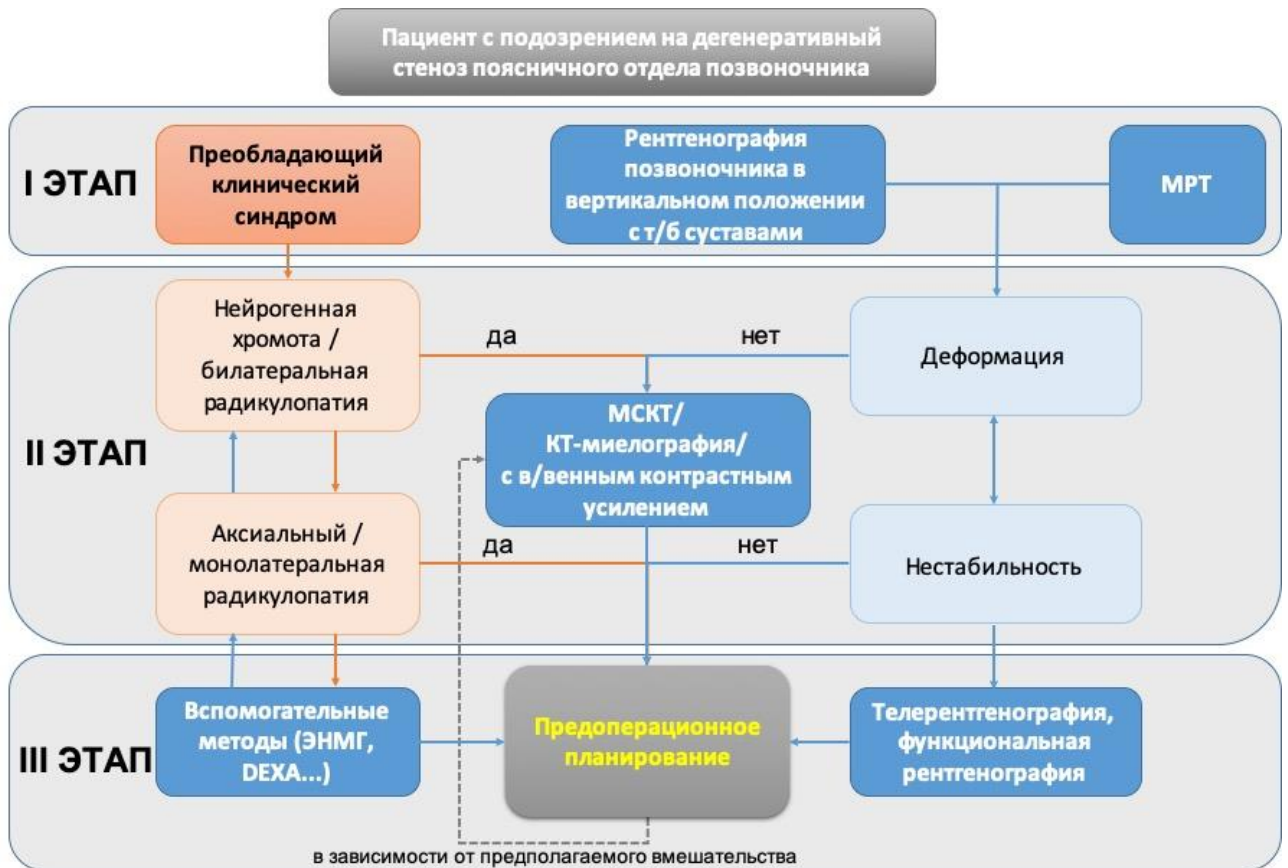 Пациент с подозрением на дегенеративный
стеноз поясничного отдела позвоночника
I ЭТАП
Преобладающий
клинический
синдром
Рентгенография
позвоночника в
вертикальном положении
с т/б суставами
МРТ
II ЭТАП
Нейрогенная
хромота /
билатеральная
радикулопатия
да
нет
Деформация
МСКТ/
КТ-миелография/
с в/венным контрастным
усилением
Аксиальный /
монолатеральная
радикулопатия
да
нет
Нестабильность
III ЭТАП
Вспомогательные
методы (ЭНМГ,
DEXA...)
Предоперационное
планирование
Телерентгенография,
функциональная
рентгенография
в зависимости от предполагаемого вмешательства